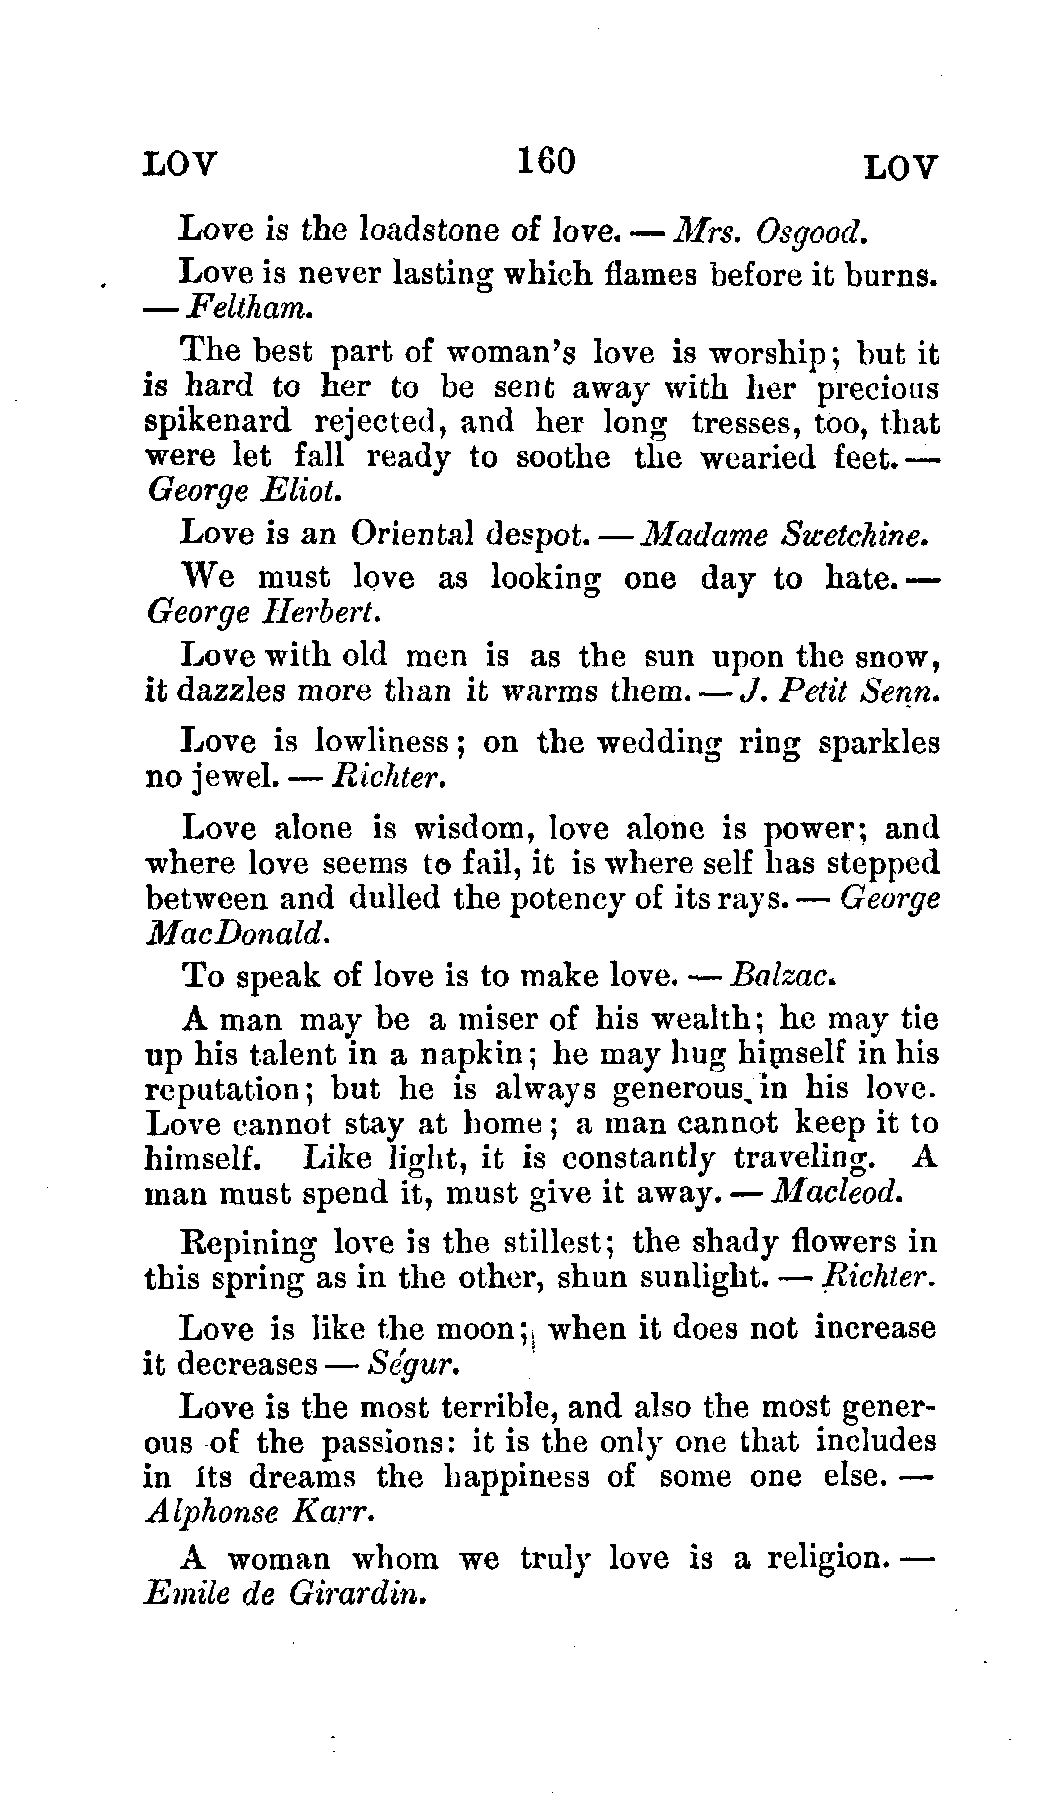 LOV 160 LOV
Love is the loadstone of love. — Mrs. Osgood.
Love is never lasting which flames before it burns.
— Feltham.
The best part of woman's love is worship; but it
is hard to her to be sent away with her precious
spikenard rejected, and her long tresses, too, that
were let fall ready to soothe the wearied feet. —
George Eliot.
Love is an Oriental despot. — Madame Swetchine.
We must love as looking one day to hate. —
George Herbert.
Love with old men is as the sun upon the snow,
it dazzles more than it warms them. — J. Petit Senn.
Love is lowliness; on the wedding ring sparkles
no jewel. — Richter.
Love alone is wisdom, love alone is power; and
where love seems to fail, it is where self has stepped
between and dulled the potency of its rays. — George
MacDonald.
To speak of love is to make love. — Balzac.
A man may be a miser of his wealth; he may tie
up his talent in a napkin; he may hug himself in his
reputation; but he is always generous in his love.
Love cannot stay at home; a man cannot keep it to
himself. Like light, it is constantly traveling. A
man must spend it, must give it away. — Macleod.
Repining love is the stillest; the shady flowers in
this spring as in the other, shun sunlight. — Richter.
Love is like the moon; when it does not increase
it decreases — Ségur.
Love is the most terrible, and also the most gener-
ous of the passions: it is the only one that includes
in its dreams the happiness of some one else. —
Alphonse Karr.
A woman whom we truly love is a religion. —
Emile de Girardin.